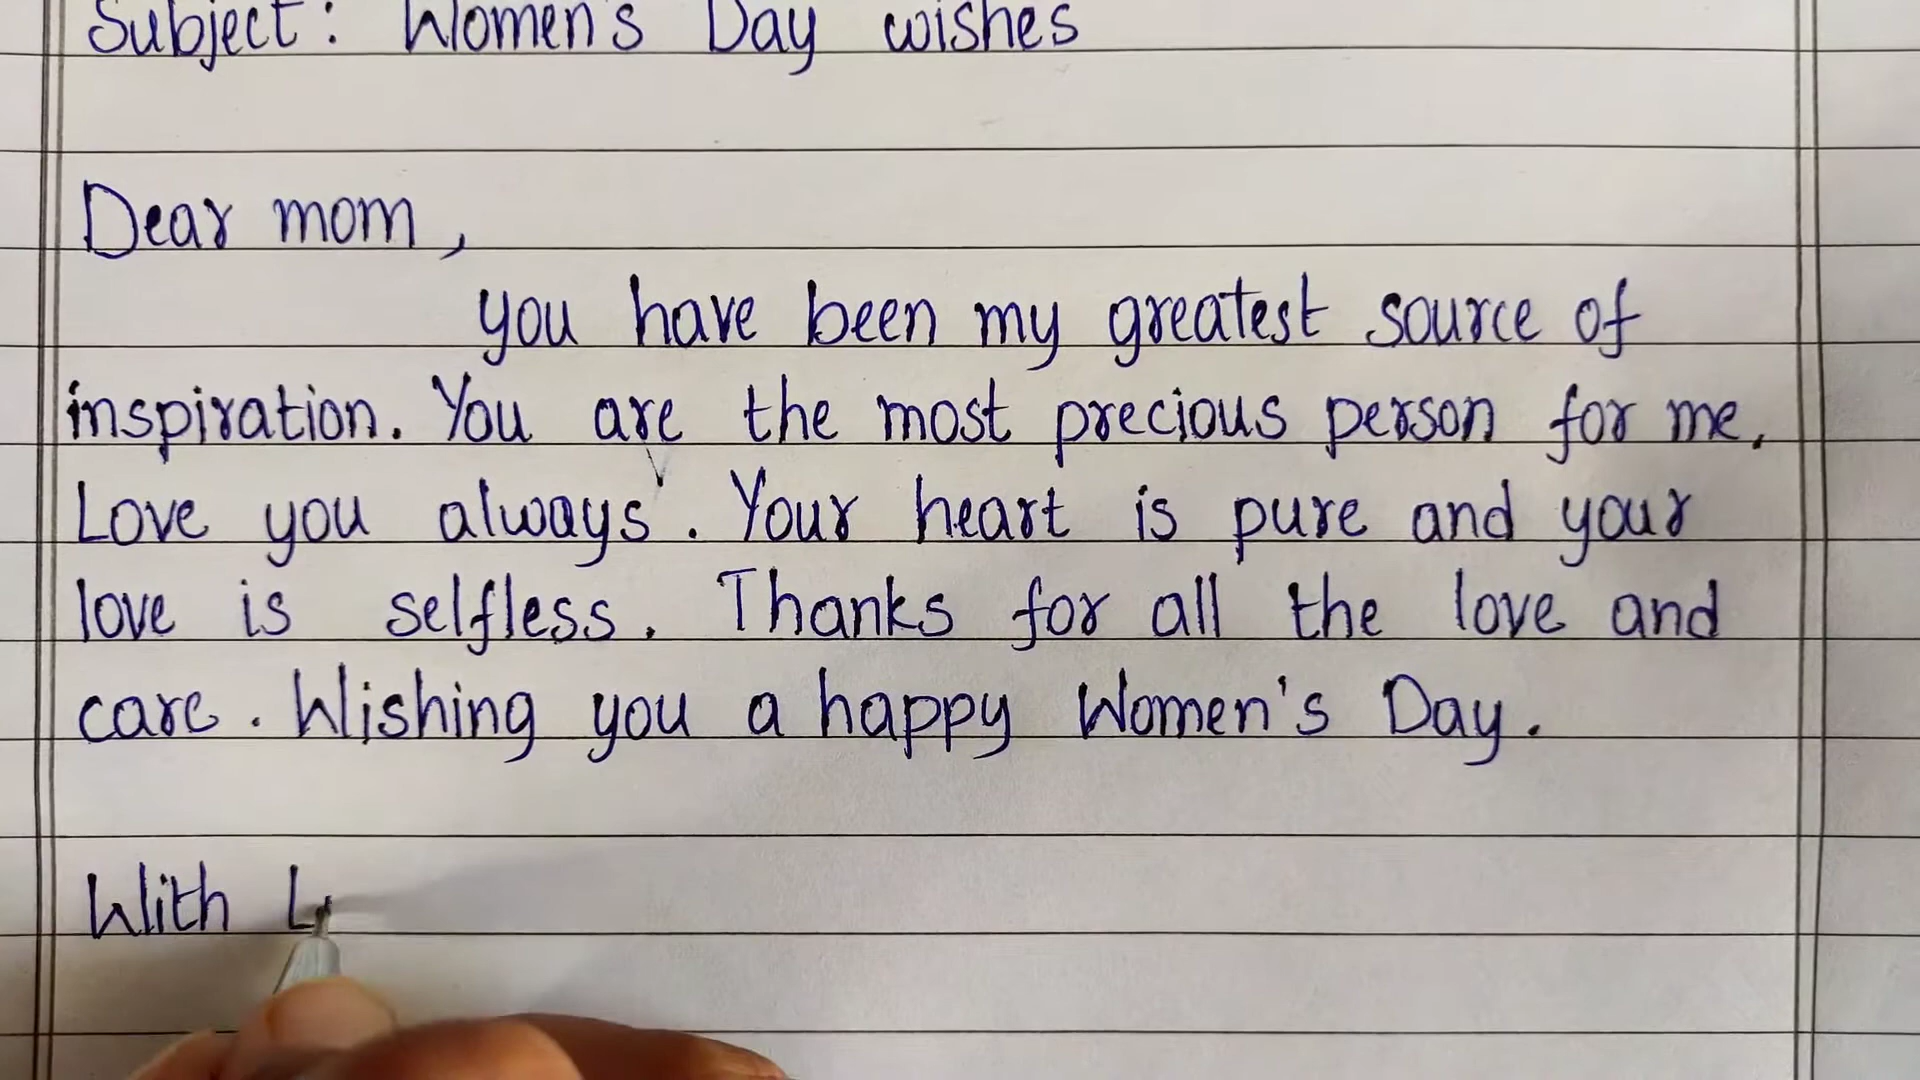 Subject: Women's Day wishes
Dear mom,
you have been my greatest source of
inspiration. You are the most precious person for me.
Love you always. Your heart is pure and your
love is selfless. Thanks for all the love and
care. Wishing you a happy Women's Day.
With L